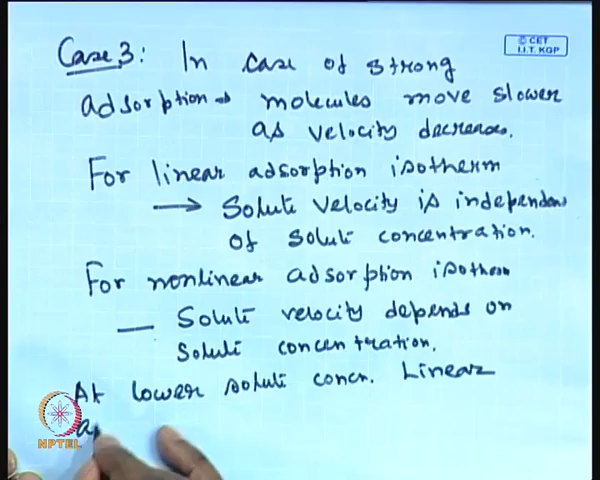 © CET
I.I.T. KGP
Case 3: In case of strong
adsorption → molecules move slower
as velocity decreases.
For linear adsorption isotherm
→ Solute velocity is independent
of solute concentration.
For nonlinear adsorption isotherm
— Solute velocity depends on
solute concentration.
At lower solute concn. Linear
a
NPTEL